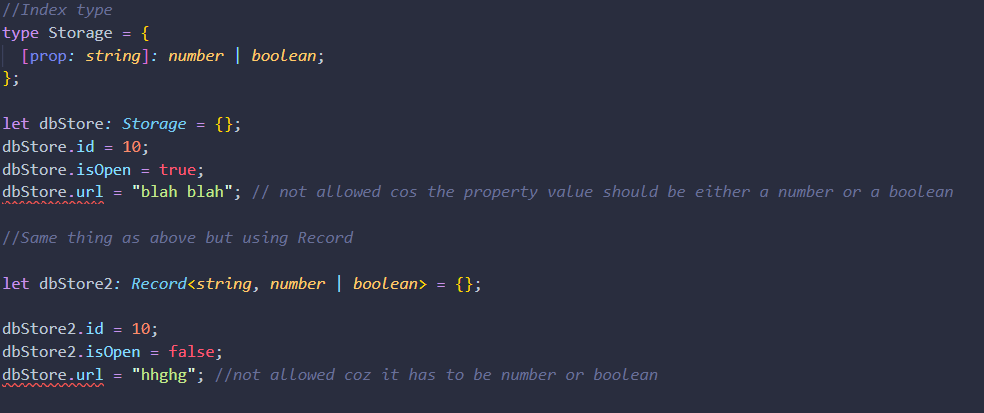 //Index type
type Storage = {
  [prop: string]: number | boolean;
};
let dbStore: Storage = {};
dbStore.id = 10;
dbStore.isOpen = true;
dbStore.url = "blah blah"; // not allowed cos the property value should be either a number or a boolean
//Same thing as above but using Record
let dbStore2: Record<string, number | boolean> = {};
dbStore2.id = 10;
dbStore2.isOpen = false;
dbStore.url = "hhghg"; //not allowed coz it has to be number or boolean